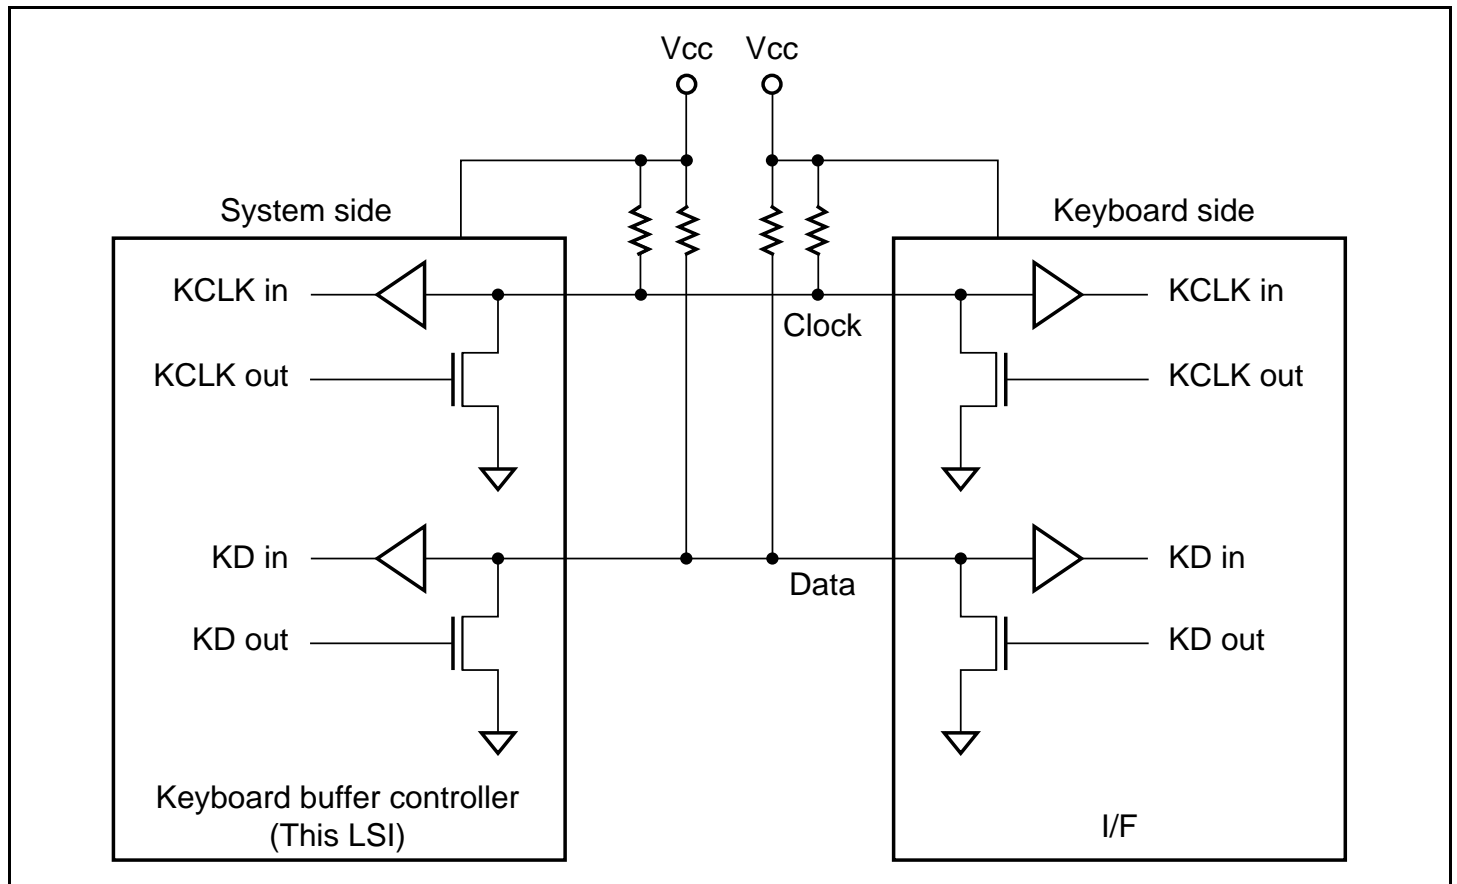 Vcc Vcc
System side
Keyboard side
KCLK in
KCLK in
Clock
KCLK out
KCLK out
KD in
KD in
Data
KD out
KD out
Keyboard buffer controller
(This LSI)
I/F